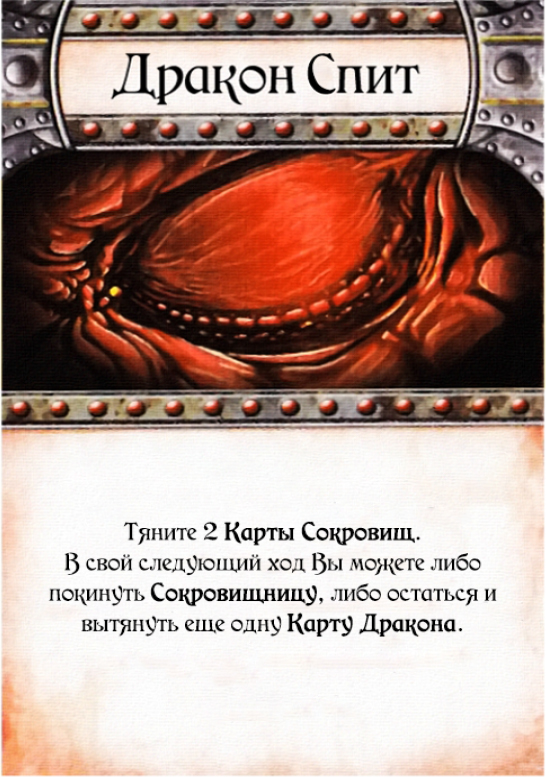 Дракон Спит
Тяните 2 Карты Сокровищ.
В свой следующий ход Вы можете либо
покинуть Сокровищницу, либо остаться и
вытянуть еще одну Карту Дракона.